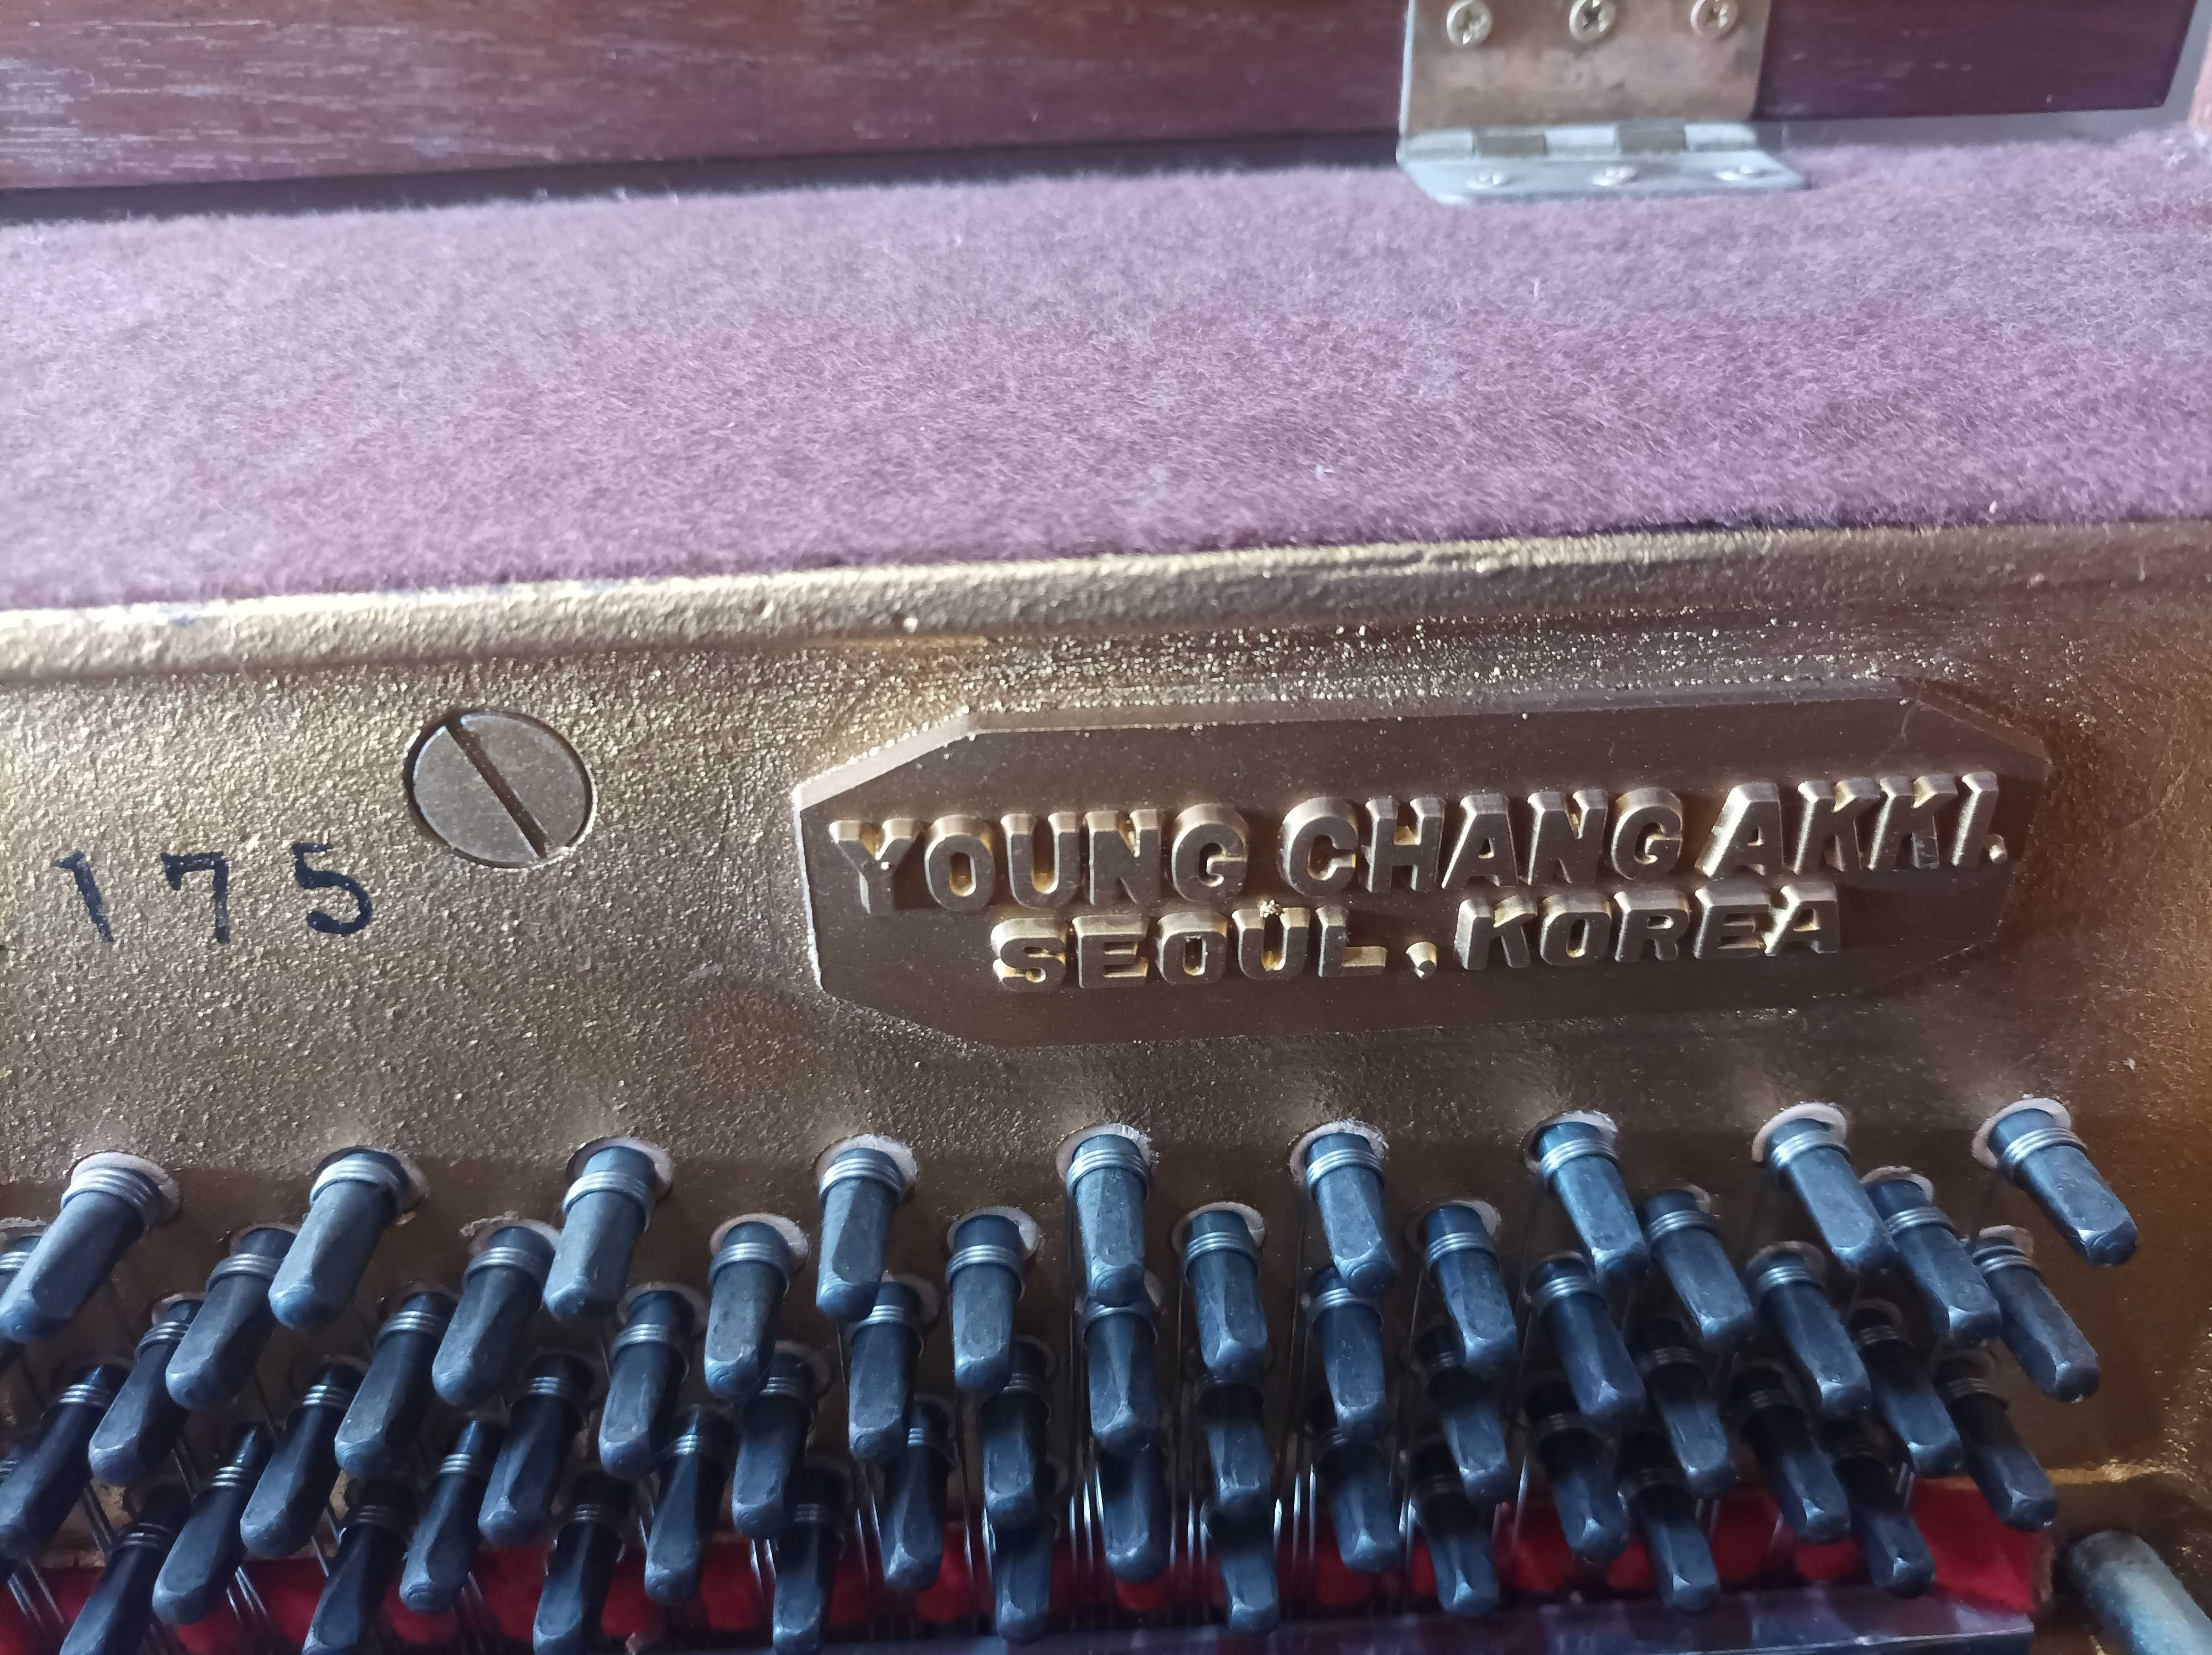 175
YOUNG CHANG AKKI.
SEOUL, KOREA